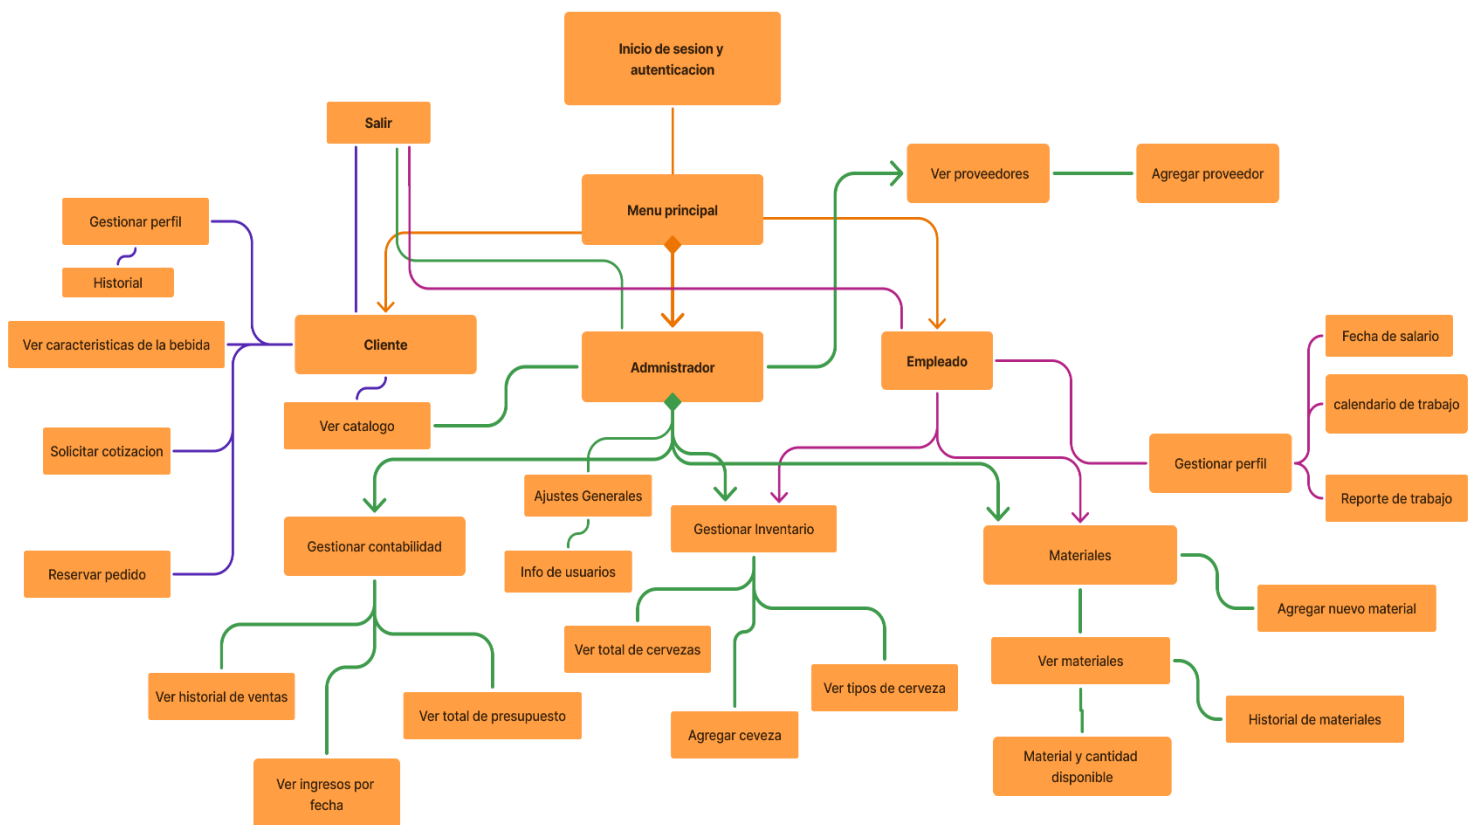 Inicio de sesion y
autenticacion
Salir
Ver proveedores
Agregar proveedor
Menu principal
Gestionar perfil
Historial
Ver caracteristicas de la bebida
Cliente
Admnistrador
Empleado
Fecha de salario
calendario de trabajo
Ver catalogo
Solicitar cotizacion
Gestionar perfil
Ajustes Generales
Reporte de trabajo
Gestionar contabilidad
Gestionar Inventario
Materiales
Info de usuarios
Reservar pedido
Agregar nuevo material
Ver total de cervezas
Ver materiales
Ver tipos de cerveza
Ver historial de ventas
Ver total de presupuesto
Historial de materiales
Agregar ceveza
Material y cantidad
disponible
Ver ingresos por
fecha